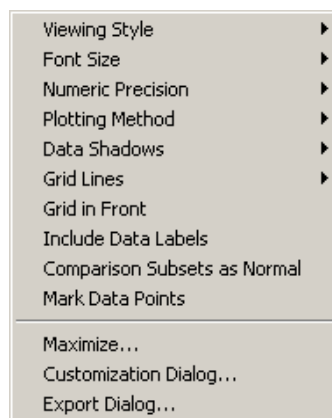 Viewing Style
Font Size
Numeric Precision
Plotting Method
Data Shadows
Grid Lines
Grid in Front
Include Data Labels
Comparison Subsets as Normal
Mark Data Points
Maximize...
Customization Dialog...
Export Dialog...